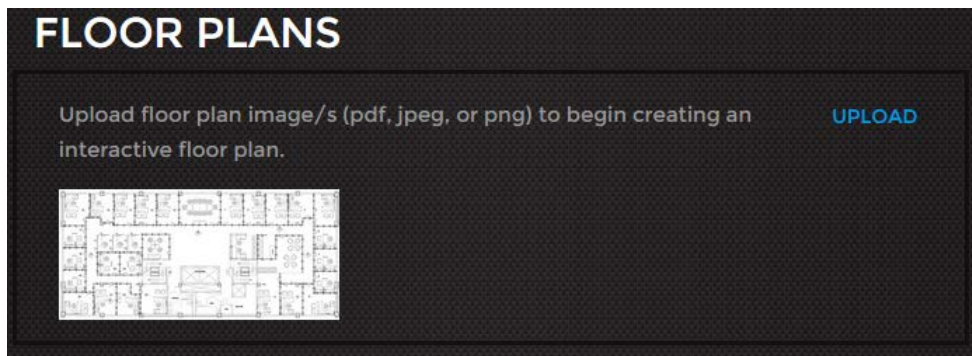 FLOOR PLANS
Upload floor plan image/s (pdf, jpeg, or png) to begin creating an
UPLOAD
interactive floor plan.